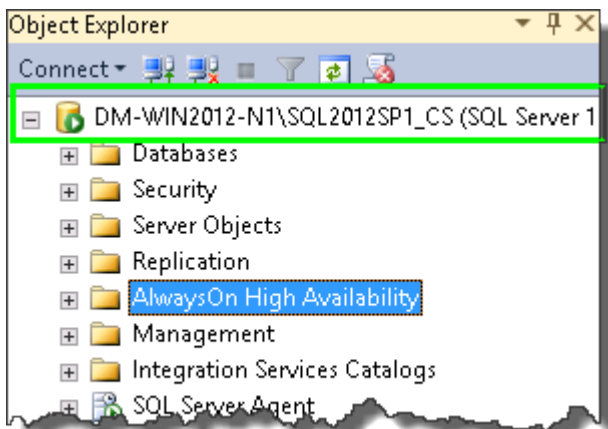 Object Explorer
Connect
DM-WIN2012-N1\SQL2012SP1_CS (SQL Server 1
Databases
Security
Server Objects
Replication
AlwaysOn High Availability
Management
Integration Services Catalogs
SQL Server Agent